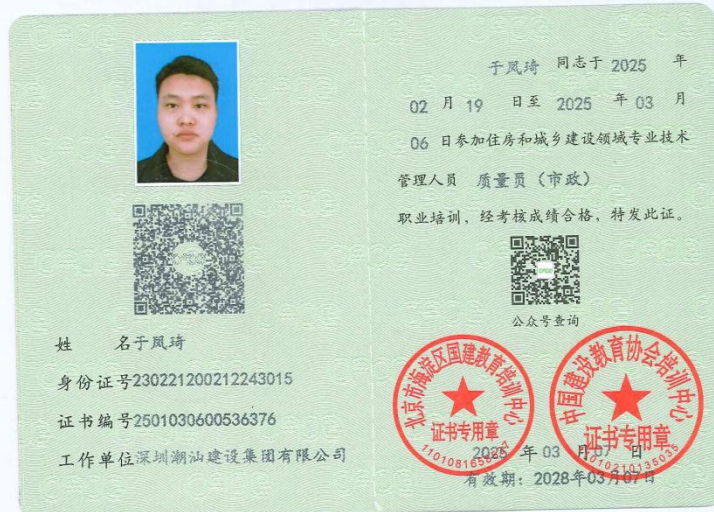 姓 名于凤琦
身份证号230221200212243015
证书编号2501030600536376
工作单位深圳潮汕建设集团有限公司
于凤琦 同志于 2025 年
02 月 19 日至 2025 年 03 月
06 日参加住房和城乡建设领域专业技术
管理人员 质量员（市政）
职业培训，经考核成绩合格，特发此证。
公众号查询
北京市海淀区国建教育培训中心
证书专用章
中国建设教育协会培训中心
证书专用章
2025 年 03 月 07 日
有效期：2028年03月07日